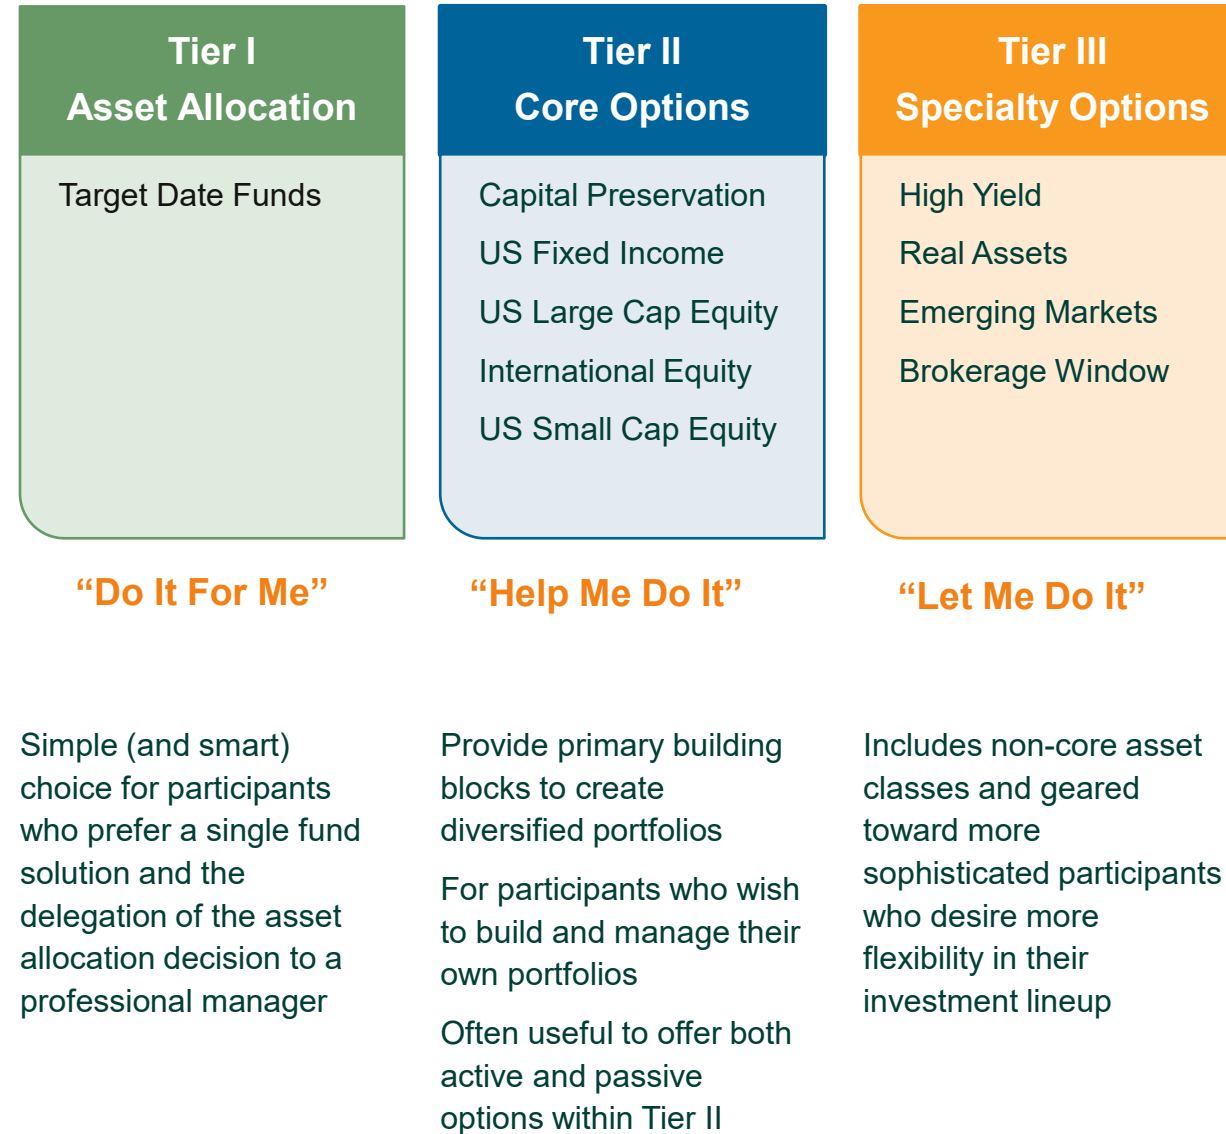 Tier I
Asset Allocation
Target Date Funds
“Do It For Me”
Simple (and smart)
choice for participants
who prefer a single fund
solution and the
delegation of the asset
allocation decision to a
professional manager
Tier II
Core Options
Capital Preservation
US Fixed Income
US Large Cap Equity
International Equity
US Small Cap Equity
“Help Me Do It”
Provide primary building
blocks to create
diversified portfolios
For participants who wish
to build and manage their
own portfolios
Often useful to offer both
active and passive
options within Tier II
Tier III
Specialty Options
High Yield
Real Assets
Emerging Markets
Brokerage Window
“Let Me Do It”
Includes non-core asset
classes and geared
toward more
sophisticated participants
who desire more
flexibility in their
investment lineup